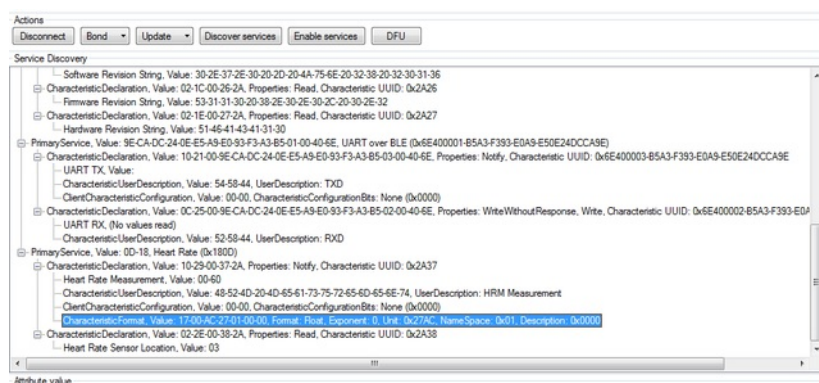 Actions
Disconnect Bond Update Discover services Enable services DFU
Service Discovery
Software Revision String, Value: 30-2E-37-2E-30-20-2D-20-4A-75-6E-20-32-38-20-32-30-31-36
CharacteristicDeclaration, Value: 02-1C-00-26-2A, Properties: Read, Characteristic UUID: 0x2A26
Firmware Revision String, Value: 53-31-31-30-20-38-2E-30-2E-30-2C-20-30-2E-32
CharacteristicDeclaration, Value: 02-1E-00-27-2A, Properties: Read, Characteristic UUID: 0x2A27
Hardware Revision String, Value: 51-46-41-43-41-31-30
PrimaryService, Value: 9E-CA-DC-24-0E-E5-A9-E0-93-F3-A3-B5-01-00-40-6E, UART over BLE (0x6E400001-B5A3-F393-E0A9-E50E24DCCA9E)
CharacteristicDeclaration, Value: 10-21-00-9E-CA-DC-24-0E-E5-A9-E0-93-F3-A3-B5-03-00-40-6E, Properties: Notify, Characteristic UUID: 0x6E400003-B5A3-F393-E0A9-E50E24DCCA9E
UART TX, Value:
CharacteristicUserDescription, Value: 54-58-44, UserDescription: TXD
ClientCharacteristicConfiguration, Value: 00-00, CharacteristicConfigurationBits: None (0x0000)
CharacteristicDeclaration, Value: 0C-25-00-9E-CA-DC-24-0E-E5-A9-E0-93-F3-A3-B5-02-00-40-6E, Properties: WriteWithoutResponse, Write, Characteristic UUID: 0x6E400002-B5A3-F393-E0A
UART RX, (No values read)
CharacteristicUserDescription, Value: 52-58-44, UserDescription: RXD
PrimaryService, Value: 0D-18, Heart Rate (0x180D)
CharacteristicDeclaration, Value: 10-29-00-37-2A, Properties: Notify, Characteristic UUID: 0x2A37
Heart Rate Measurement, Value: 00-60
CharacteristicUserDescription, Value: 48-52-4D-20-4D-65-61-73-75-72-65-6D-65-6E-74, UserDescription: HRM Measurement
ClientCharacteristicConfiguration, Value: 00-00, CharacteristicConfigurationBits: None (0x0000)
CharacteristicFormat, Value: 17-00-AC-27-01-00-00, Format: Float, Exponent: 0, Unit: 0x27AC, NameSpace: 0x01, Description: 0x0000
CharacteristicDeclaration, Value: 02-2E-00-38-2A, Properties: Read, Characteristic UUID: 0x2A38
Heart Rate Sensor Location, Value: 03
Attribute value